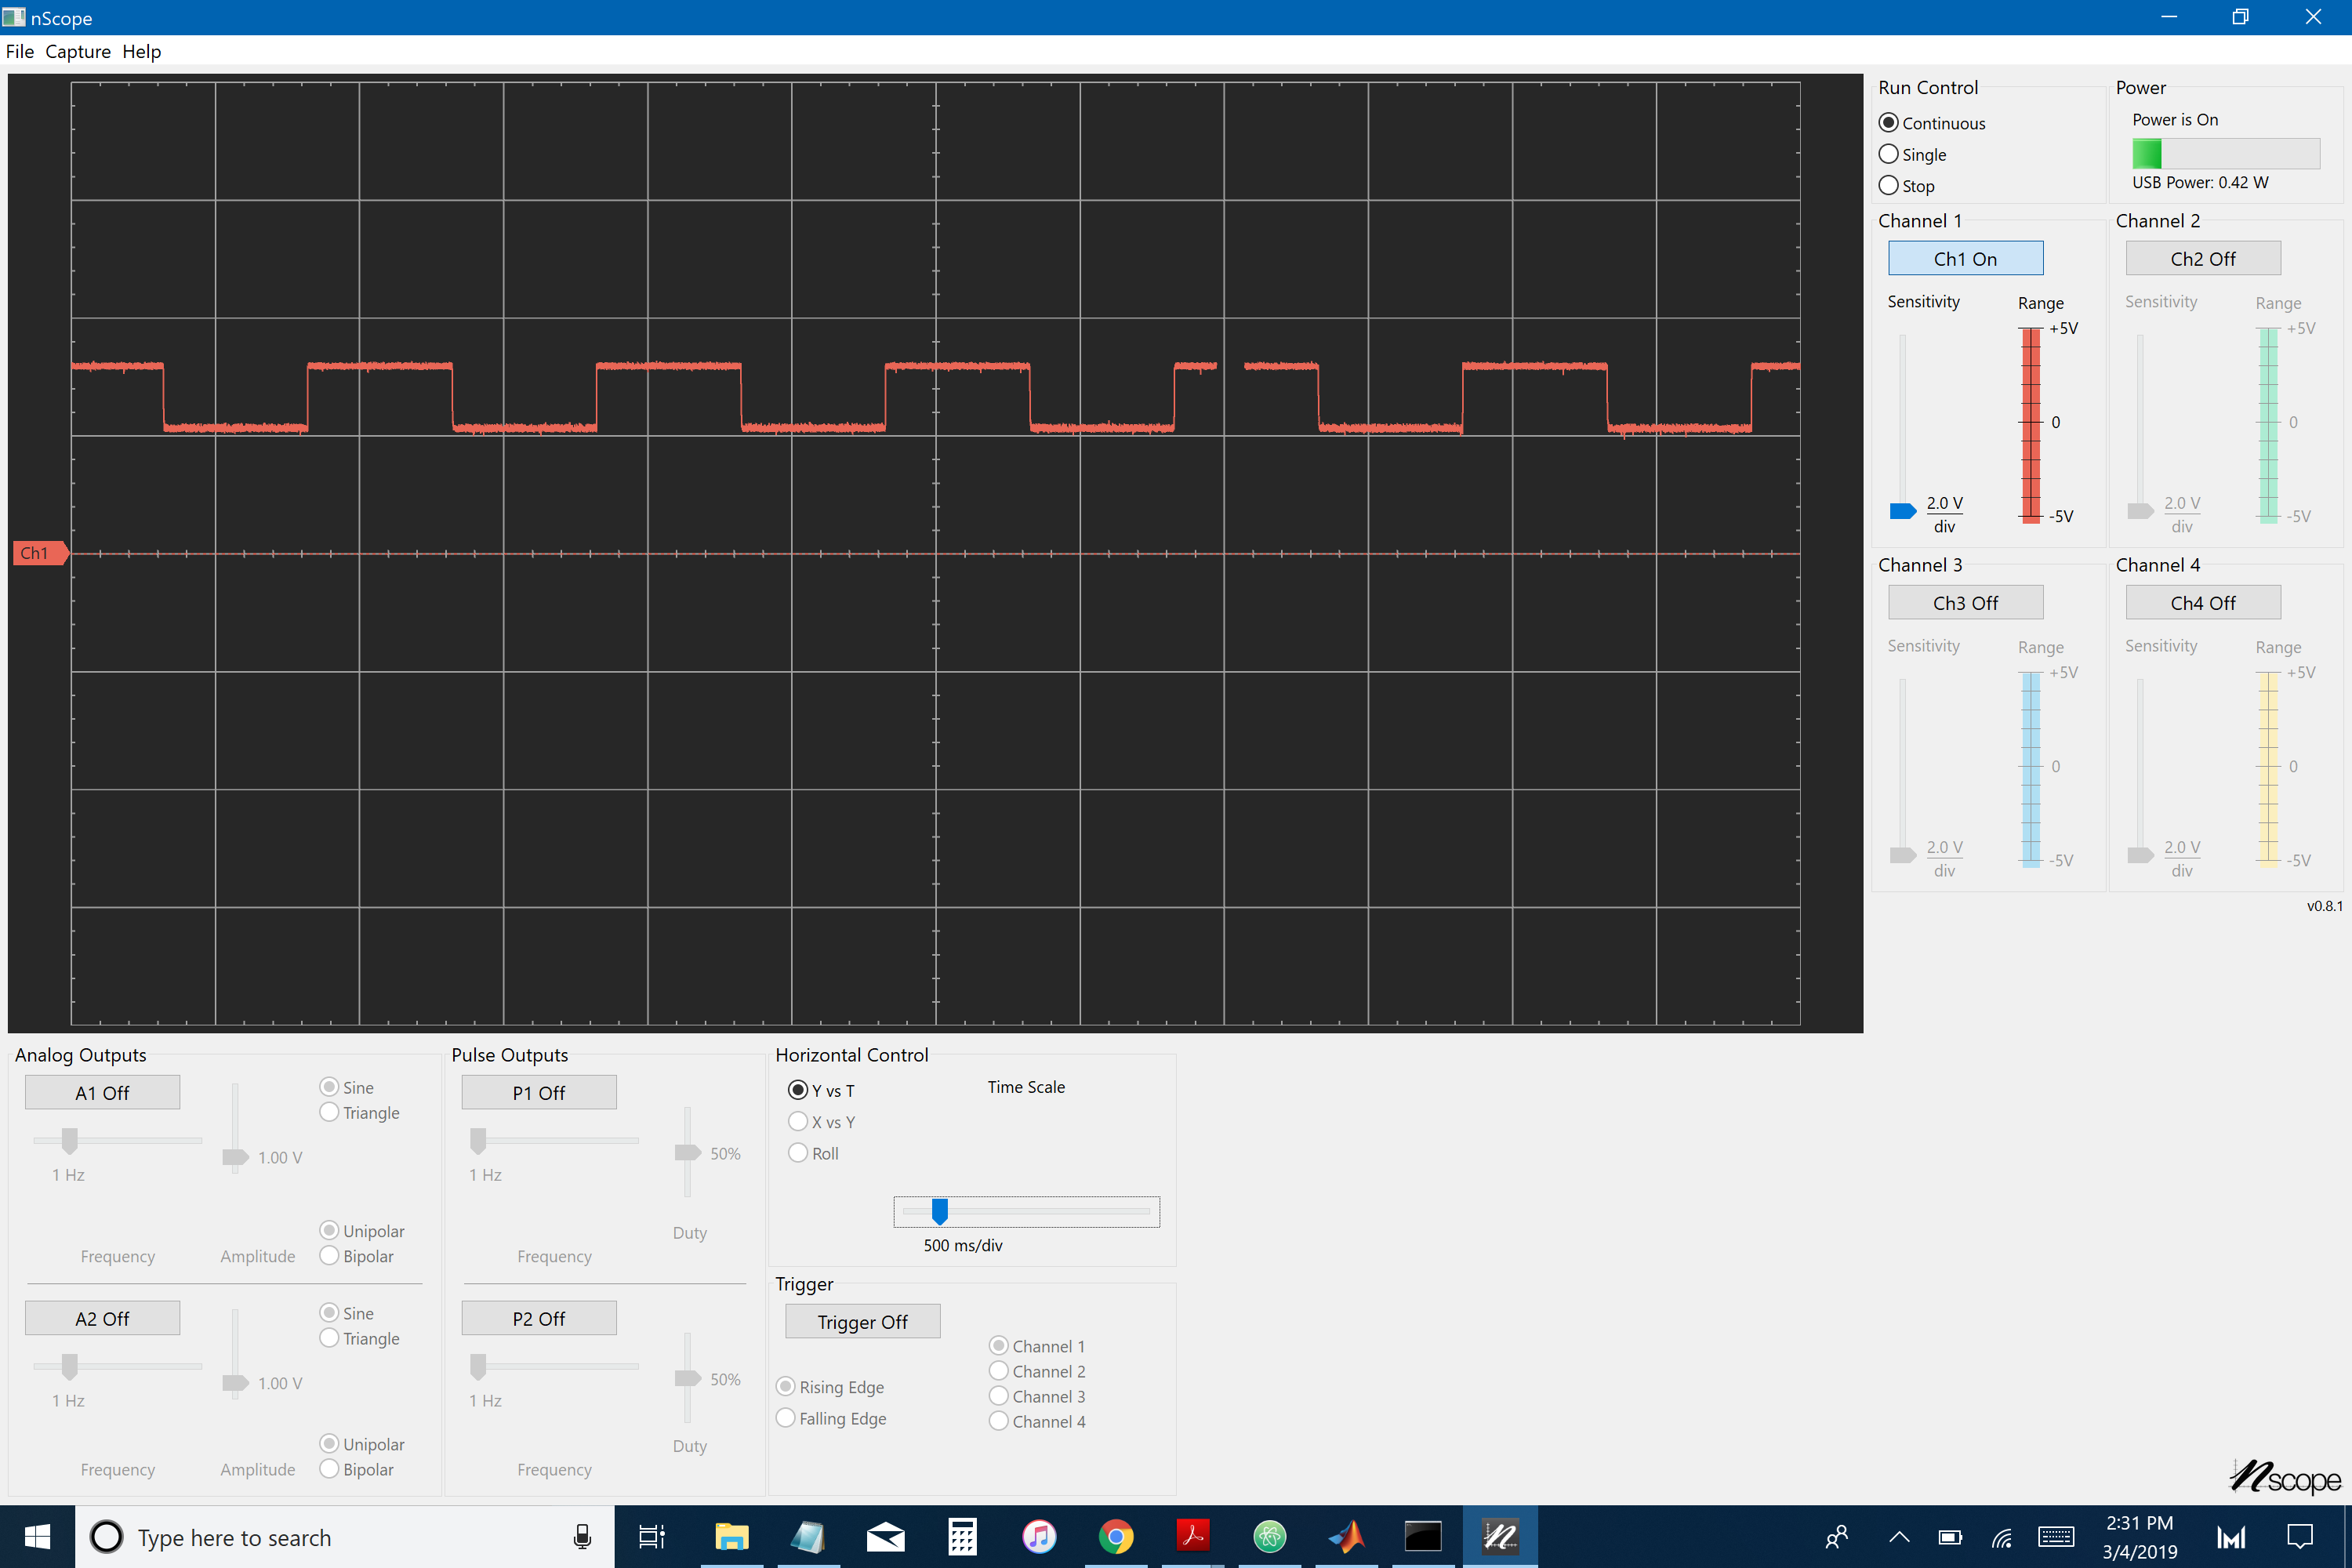 nScope
File Capture Help
Run Control
Continuous
Single
Stop
Power
Power is On
USB Power: 0.42 W
Channel 1
Ch1 On
Sensitivity
Range
+5V
0
-5V
2.0 V
div
Channel 2
Ch2 Off
Sensitivity
Range
+5V
0
-5V
2.0 V
div
Ch1
Channel 3
Ch3 Off
Sensitivity
Range
+5V
0
-5V
2.0 V
div
Channel 4
Ch4 Off
Sensitivity
Range
+5V
0
-5V
2.0 V
div
v0.8.1
Analog Outputs
A1 Off
Sine
Triangle
1.00 V
1 Hz
Unipolar
Bipolar
Frequency
Amplitude
A2 Off
Sine
Triangle
1.00 V
1 Hz
Unipolar
Bipolar
Frequency
Amplitude
Pulse Outputs
P1 Off
50%
1 Hz
Duty
Frequency
P2 Off
50%
1 Hz
Duty
Frequency
Horizontal Control
Y vs T
X vs Y
Roll
Time Scale
500 ms/div
Trigger
Trigger Off
Rising Edge
Falling Edge
Channel 1
Channel 2
Channel 3
Channel 4
nscope
Type here to search
2:31 PM
3/4/2019